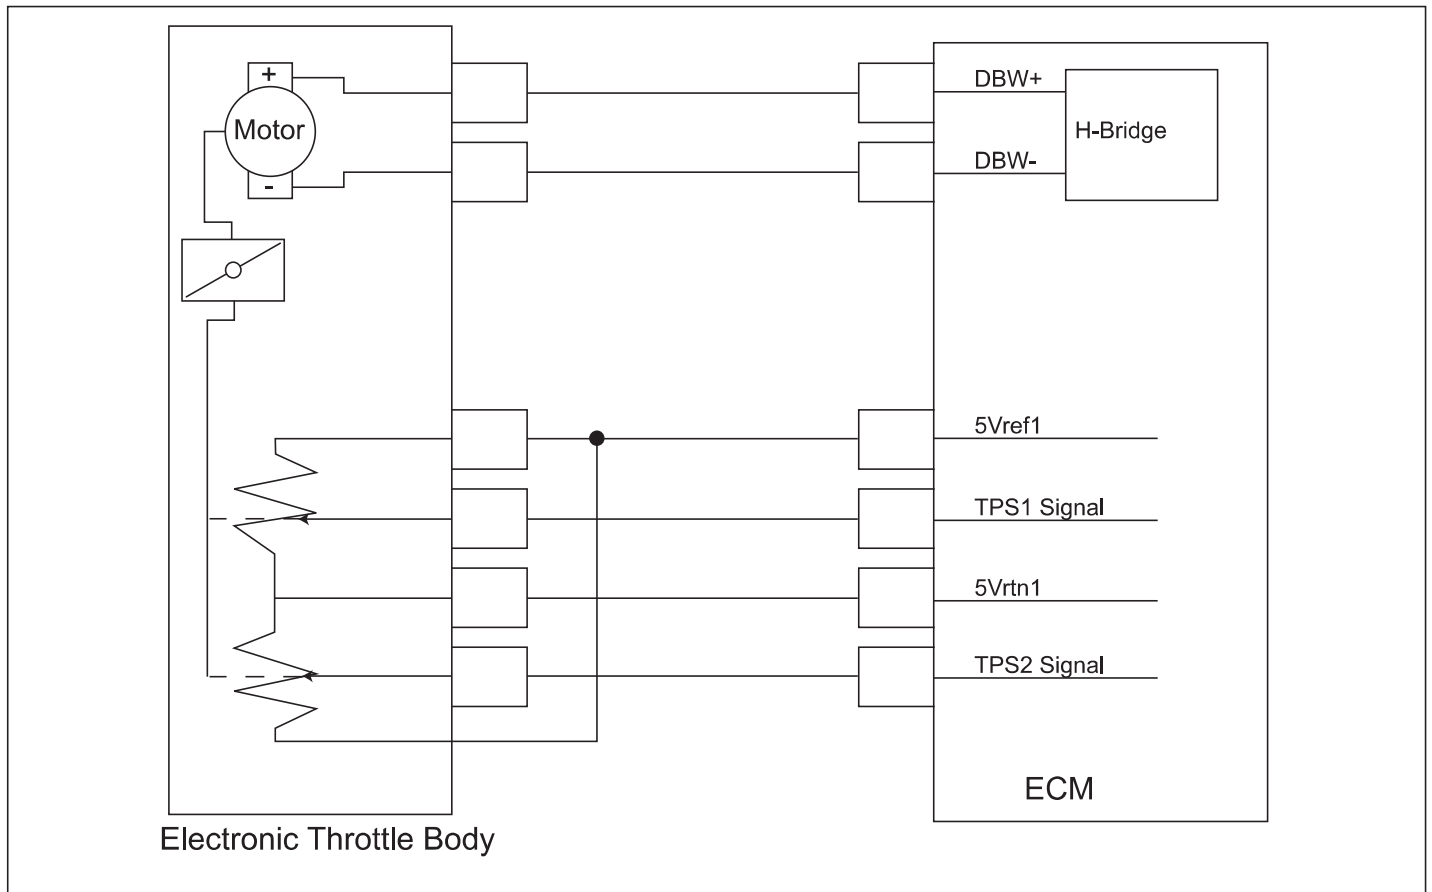 +
Motor
-
DBW+
H-Bridge
DBW-
5Vref1
TPS1 Signal
5Vrtn1
TPS2 Signal
ECM
Electronic Throttle Body